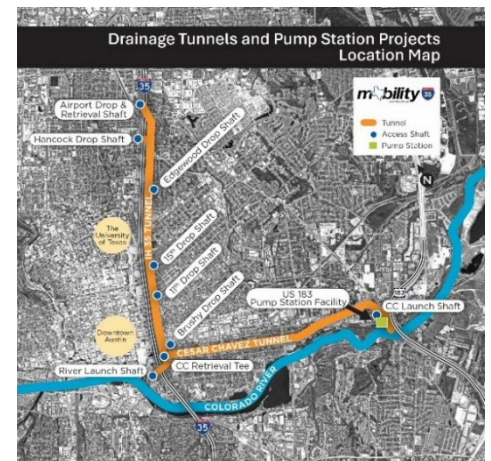 Drainage Tunnels and Pump Station Projects
Location Map
35
Airport Drop &
Retrieval Shaft
Hancock Drop Shaft
Edgewood Drop Shaft
mobility 35
Tunnel
Access Shaft
Pump Station
N
IH 35 TUNNEL
The
University
of Texas
15th Drop Shaft
11th Drop Shaft
Brushy Drop Shaft
US 183
Pump Station Facility
183
CC Launch Shaft
Downtown
Austin
CESAR CHAVEZ TUNNEL
CC Retrieval Tee
River Launch Shaft
COLORADO RIVER
35